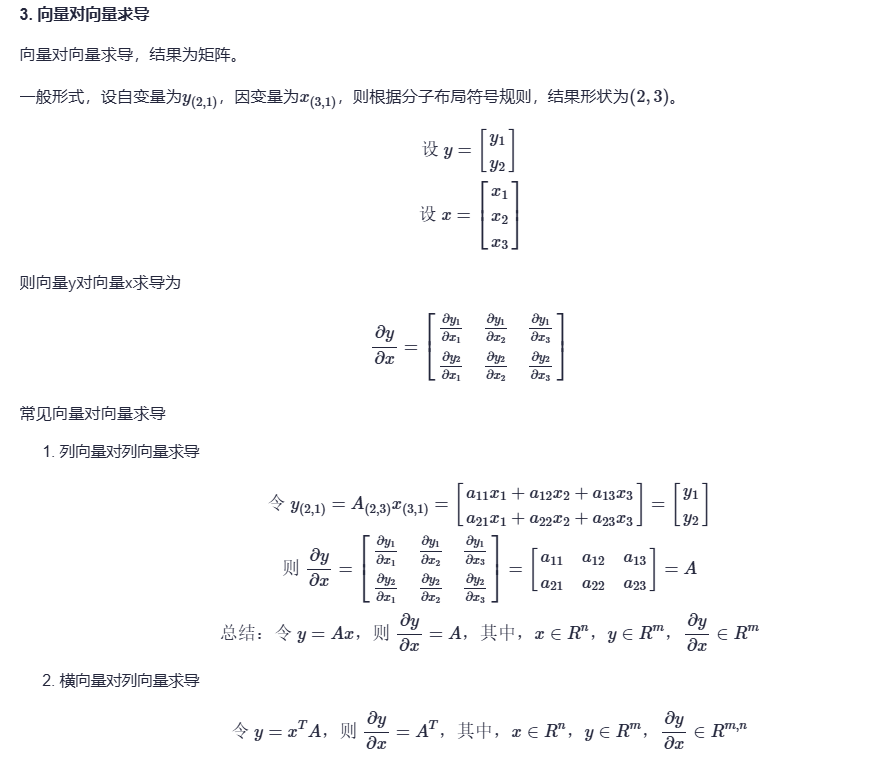 3. 向量对向量求导
向量对向量求导，结果为矩阵。
一般形式，设自变量为$y_{(2,1)}$，因变量为$x_{(3,1)}$，则根据分子布局符号规则，结果形状为$(2,3)$。
设 $y = \begin{bmatrix} y_1 \\ y_2 \end{bmatrix}$
设 $x = \begin{bmatrix} x_1 \\ x_2 \\ x_3 \end{bmatrix}$
则向量y对向量x求导为
$\frac{\partial y}{\partial x} = \begin{bmatrix} \frac{\partial y_1}{\partial x_1} & \frac{\partial y_1}{\partial x_2} & \frac{\partial y_1}{\partial x_3} \\ \frac{\partial y_2}{\partial x_1} & \frac{\partial y_2}{\partial x_2} & \frac{\partial y_2}{\partial x_3} \end{bmatrix}$
常见向量对向量求导
1. 列向量对列向量求导
令 $y_{(2,1)} = A_{(2,3)}x_{(3,1)} = \begin{bmatrix} a_{11}x_1 + a_{12}x_2 + a_{13}x_3 \\ a_{21}x_1 + a_{22}x_2 + a_{23}x_3 \end{bmatrix} = \begin{bmatrix} y_1 \\ y_2 \end{bmatrix}$
则 $\frac{\partial y}{\partial x} = \begin{bmatrix} \frac{\partial y_1}{\partial x_1} & \frac{\partial y_1}{\partial x_2} & \frac{\partial y_1}{\partial x_3} \\ \frac{\partial y_2}{\partial x_1} & \frac{\partial y_2}{\partial x_2} & \frac{\partial y_2}{\partial x_3} \end{bmatrix} = \begin{bmatrix} a_{11} & a_{12} & a_{13} \\ a_{21} & a_{22} & a_{23} \end{bmatrix} = A$
总结：令 $y = Ax$，则 $\frac{\partial y}{\partial x} = A$，其中，$x \in R^n$，$y \in R^m$，$\frac{\partial y}{\partial x} \in R^m$
2. 横向量对列向量求导
令 $y = x^T A$，则 $\frac{\partial y}{\partial x} = A^T$，其中，$x \in R^n$，$y \in R^m$，$\frac{\partial y}{\partial x} \in R^{m,n}$